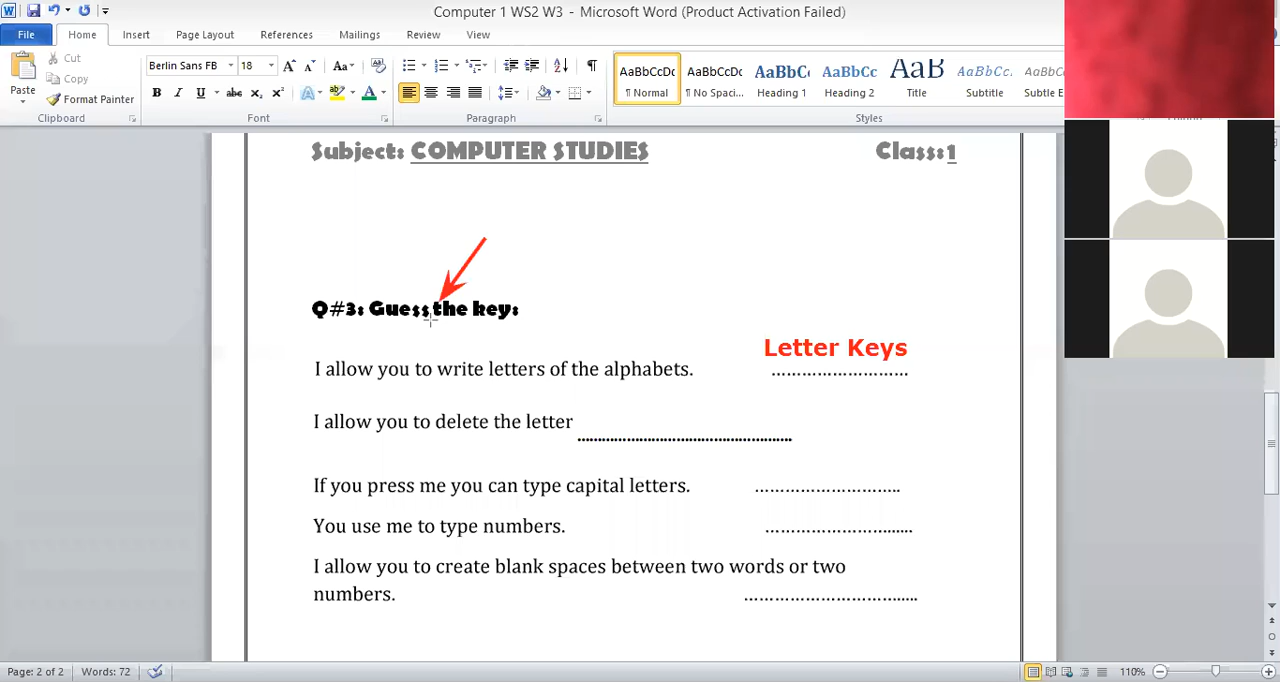 Computer 1 WS2 W3 - Microsoft Word (Product Activation Failed)
File Home Insert Page Layout References Mailings Review View
Cut
Copy
Format Painter
Paste
Berlin Sans FB 18
AaBbCcDc AaBbCcDc AaBbC AaBbCc AaB AaBbCc. AaBbCc
¶ Normal ¶ No Spaci... Heading 1 Heading 2 Title Subtitle Subtle E
Clipboard Font Paragraph Styles
Subject: COMPUTER STUDIES Class:1
Q#3: Guess the key:
Letter Keys
I allow you to write letters of the alphabets. ………………………
I allow you to delete the letter ......................................................
If you press me you can type capital letters. ………………………..
You use me to type numbers. ……………………......
I allow you to create blank spaces between two words or two
numbers. ………………………….....
Page: 2 of 2 Words: 72 110%